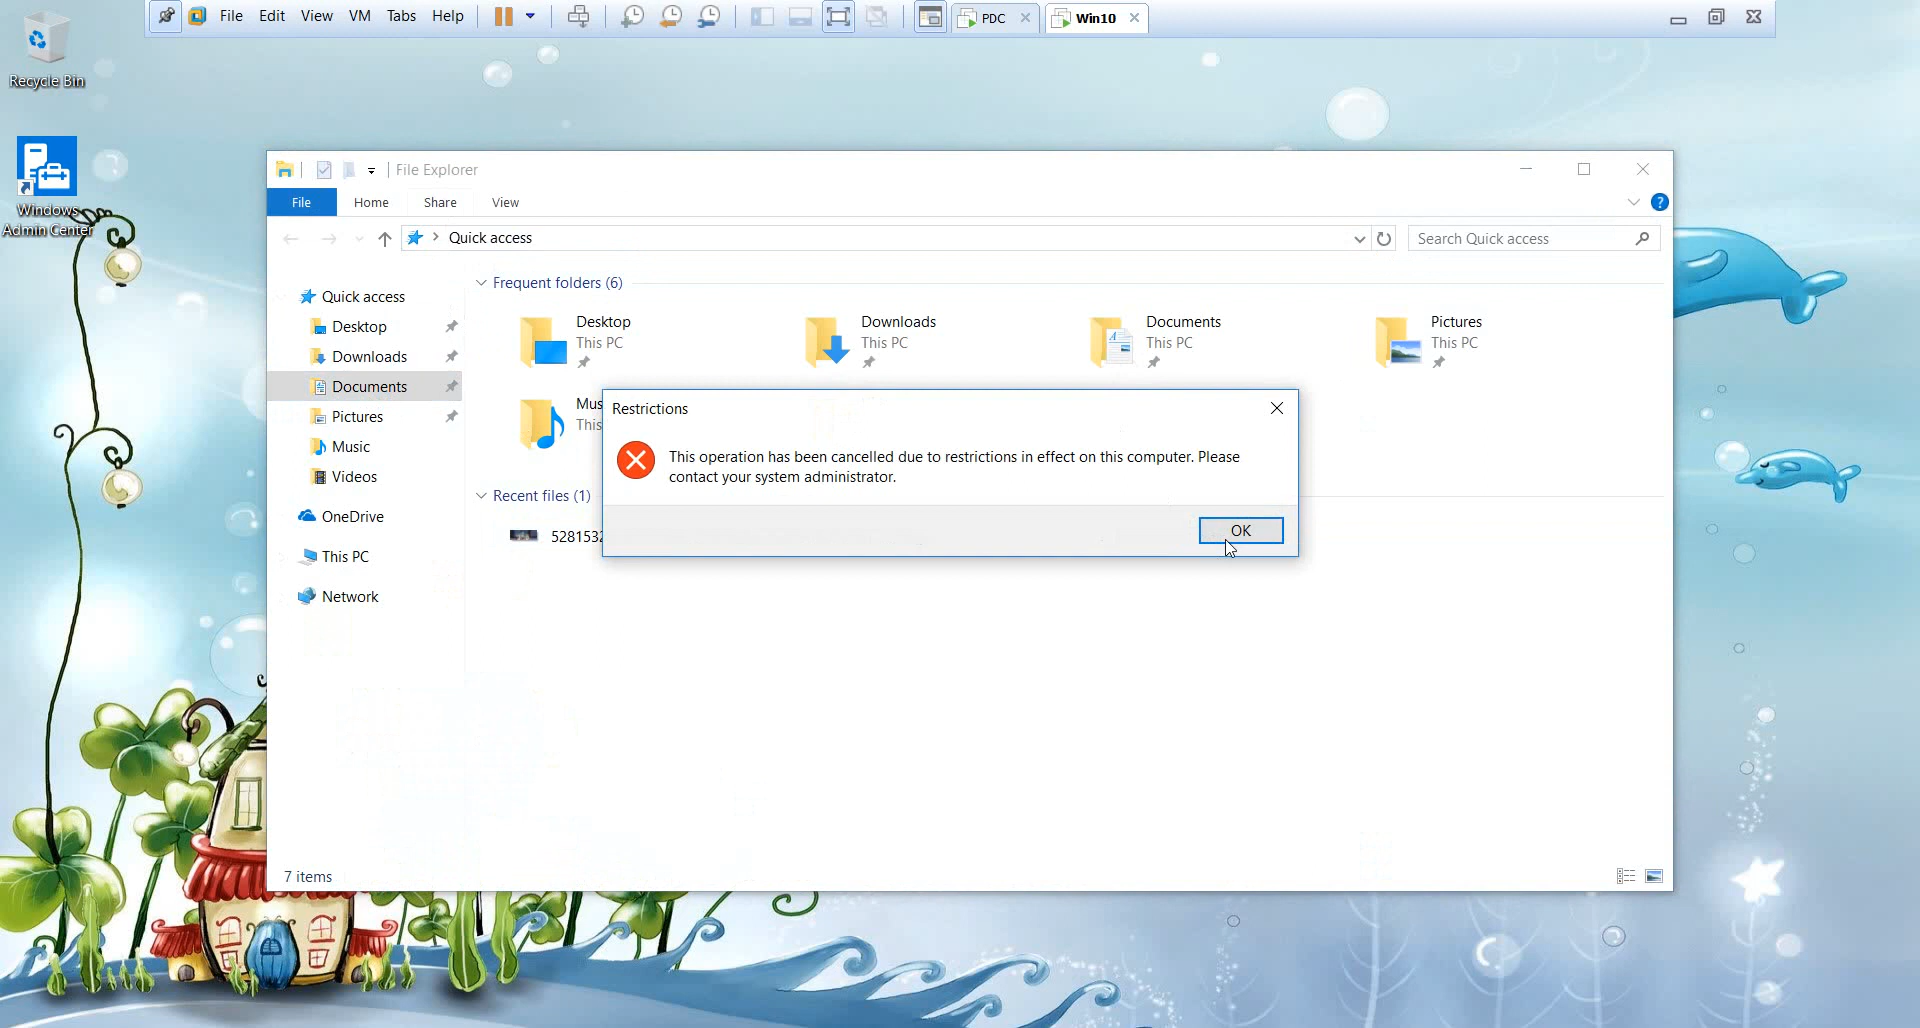 File Edit View VM Tabs Help
PDC
Win10
Recycle Bin
Windows
Admin Center
File Explorer
File Home Share View
Quick access
Search Quick access
Quick access
Desktop
Downloads
Documents
Pictures
Music
Videos
OneDrive
This PC
Network
Frequent folders (6)
Desktop
This PC
Downloads
This PC
Documents
This PC
Pictures
This PC
Mus
This
Recent files (1)
528153
Restrictions
This operation has been cancelled due to restrictions in effect on this computer. Please
contact your system administrator.
OK
7 items